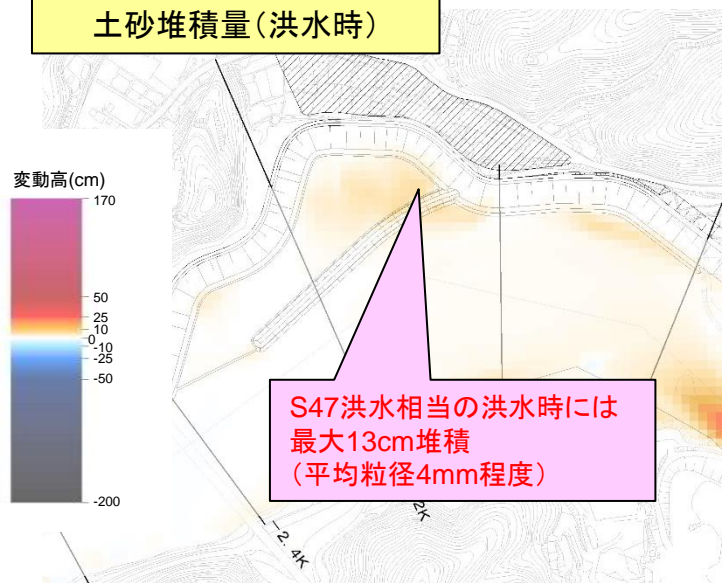 土砂堆積量(洪水時)
変動高(cm)
170
50
25
10
0
-10
-25
-50
-200
S47洪水相当の洪水時には
最大13cm堆積
(平均粒径4mm程度)
2K
2.4K